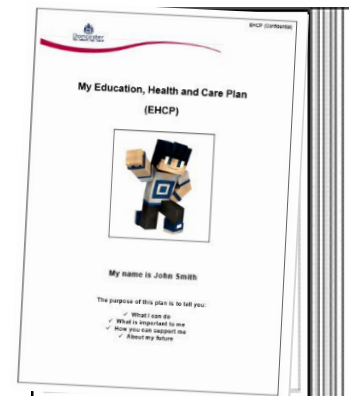 EHCP (Confidential)
Doncaster
My Education, Health and Care Plan
(EHCP)
My name is John Smith
The purpose of this plan is to tell you:
✓ What I can do
✓ What is important to me
✓ How you can support me
✓ About my future